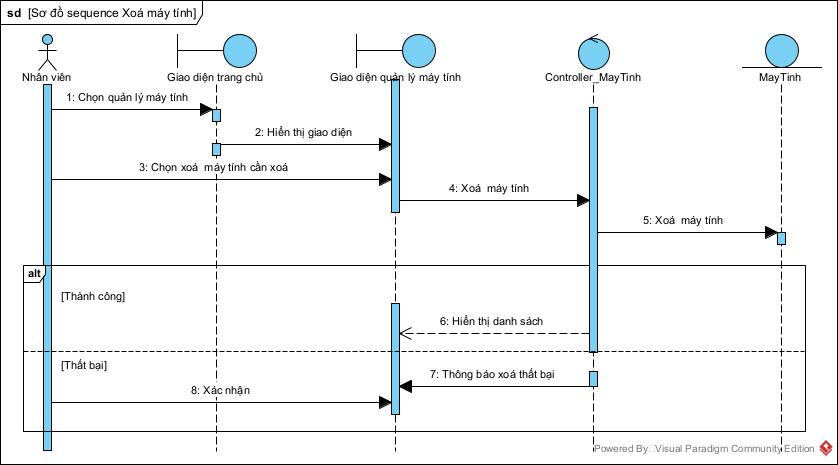 sd [Sơ đồ sequence Xoá máy tính]
Nhân viên
Giao diện trang chủ
Giao diện quản lý máy tính
Controller_MayTinh
MayTinh
1: Chọn quản lý máy tính
2: Hiển thị giao diện
3: Chọn xoá máy tính cần xoá
4: Xoá máy tính
5: Xoá máy tính
alt
[Thành công]
6: Hiển thị danh sách
[Thất bại]
7: Thông báo xoá thất bại
8: Xác nhận
Powered By Visual Paradigm Community Edition